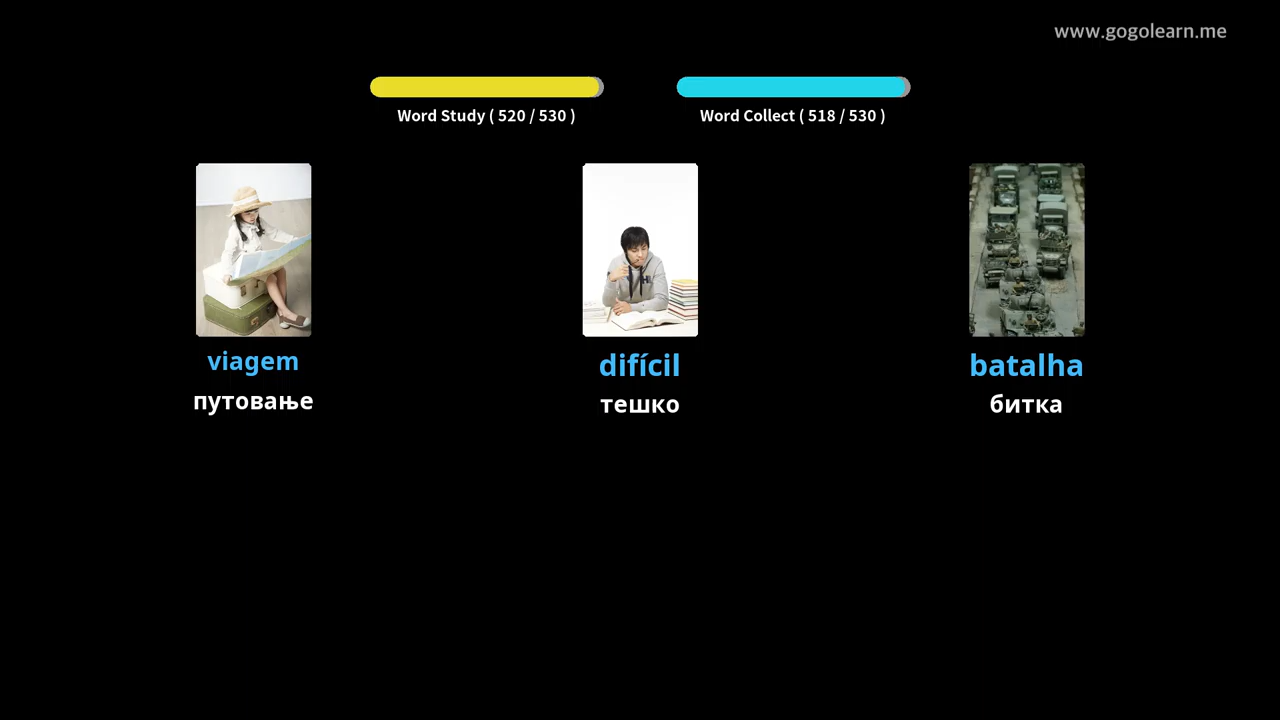 www.gogolearn.me
Word Study ( 520 / 530 )
Word Collect ( 518 / 530 )
viagem
путовање
difícil
тешко
batalha
битка